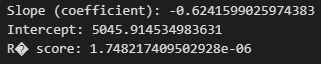 Slope (coefficient): -0.6241599025974383
Intercept: 5045.914534983631
R� score: 1.748217409502928e-06